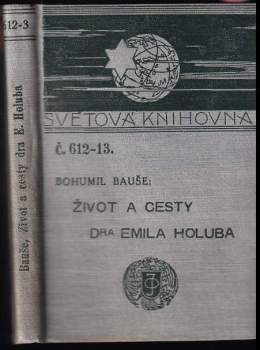 612-3
Bauše, Život a cesty dra E. Holuba
SVĚTOVÁ KNIHOVNA
Č. 612-13.
BOHUMIL BAUŠE:
ŽIVOT A CESTY
DRA EMILA HOLUBA